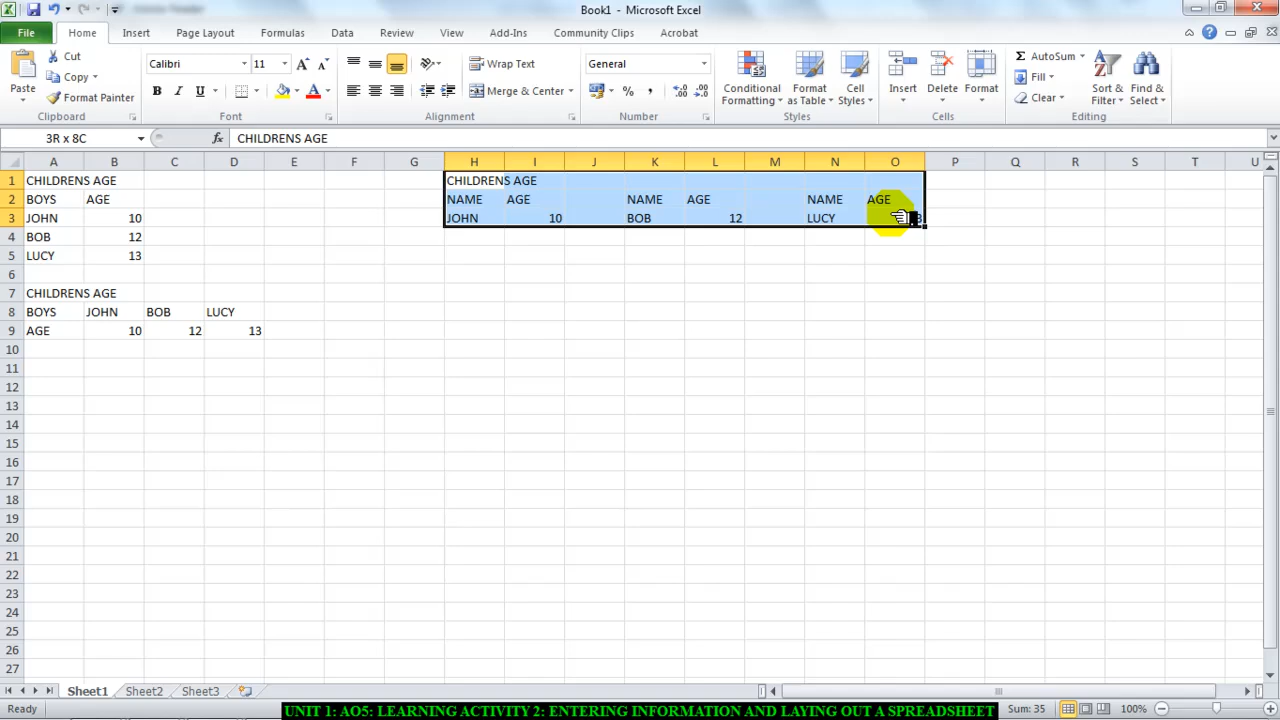 Book1 - Microsoft Excel
File Home Insert Page Layout Formulas Data Review View Add-Ins Community Clips Acrobat
Paste Cut Copy Format Painter Clipboard
Calibri 11 A A B I U A Font
Wrap Text Merge & Center Alignment
General % , Number
Conditional Formatting Format as Table Cell Styles Styles
Insert Delete Format Cells
Σ AutoSum Fill Clear Sort & Filter Find & Select Editing
3R x 8C fx CHILDRENS AGE
A B C D E F G H I J K L M N O P Q R S T U
1 CHILDRENS AGE CHILDRENS AGE
2 BOYS AGE NAME AGE NAME AGE NAME AGE
3 JOHN 10 JOHN 10 BOB 12 LUCY
4 BOB 12
5 LUCY 13
6
7 CHILDRENS AGE
8 BOYS JOHN BOB LUCY
9 AGE 10 12 13
10
11
12
13
14
15
16
17
18
19
20
21
22
23
24
25
26
27
Sheet1 Sheet2 Sheet3
Ready Sum: 35 100%
UNIT 1: AO5: LEARNING ACTIVITY 2: ENTERING INFORMATION AND LAYING OUT A SPREADSHEET